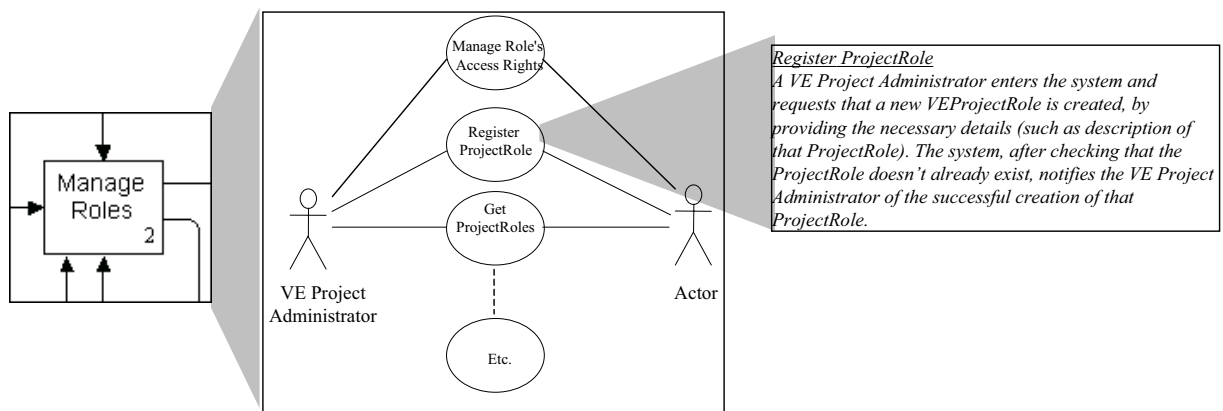 Manage
Roles
2
Manage Role's
Access Rights
Register
ProjectRole
Get
ProjectRoles
Etc.
VE Project
Administrator
Actor
Register ProjectRole
A VE Project Administrator enters the system and
requests that a new VEProjectRole is created, by
providing the necessary details (such as description of
that ProjectRole). The system, after checking that the
ProjectRole doesn’t already exist, notifies the VE Project
Administrator of the successful creation of that
ProjectRole.